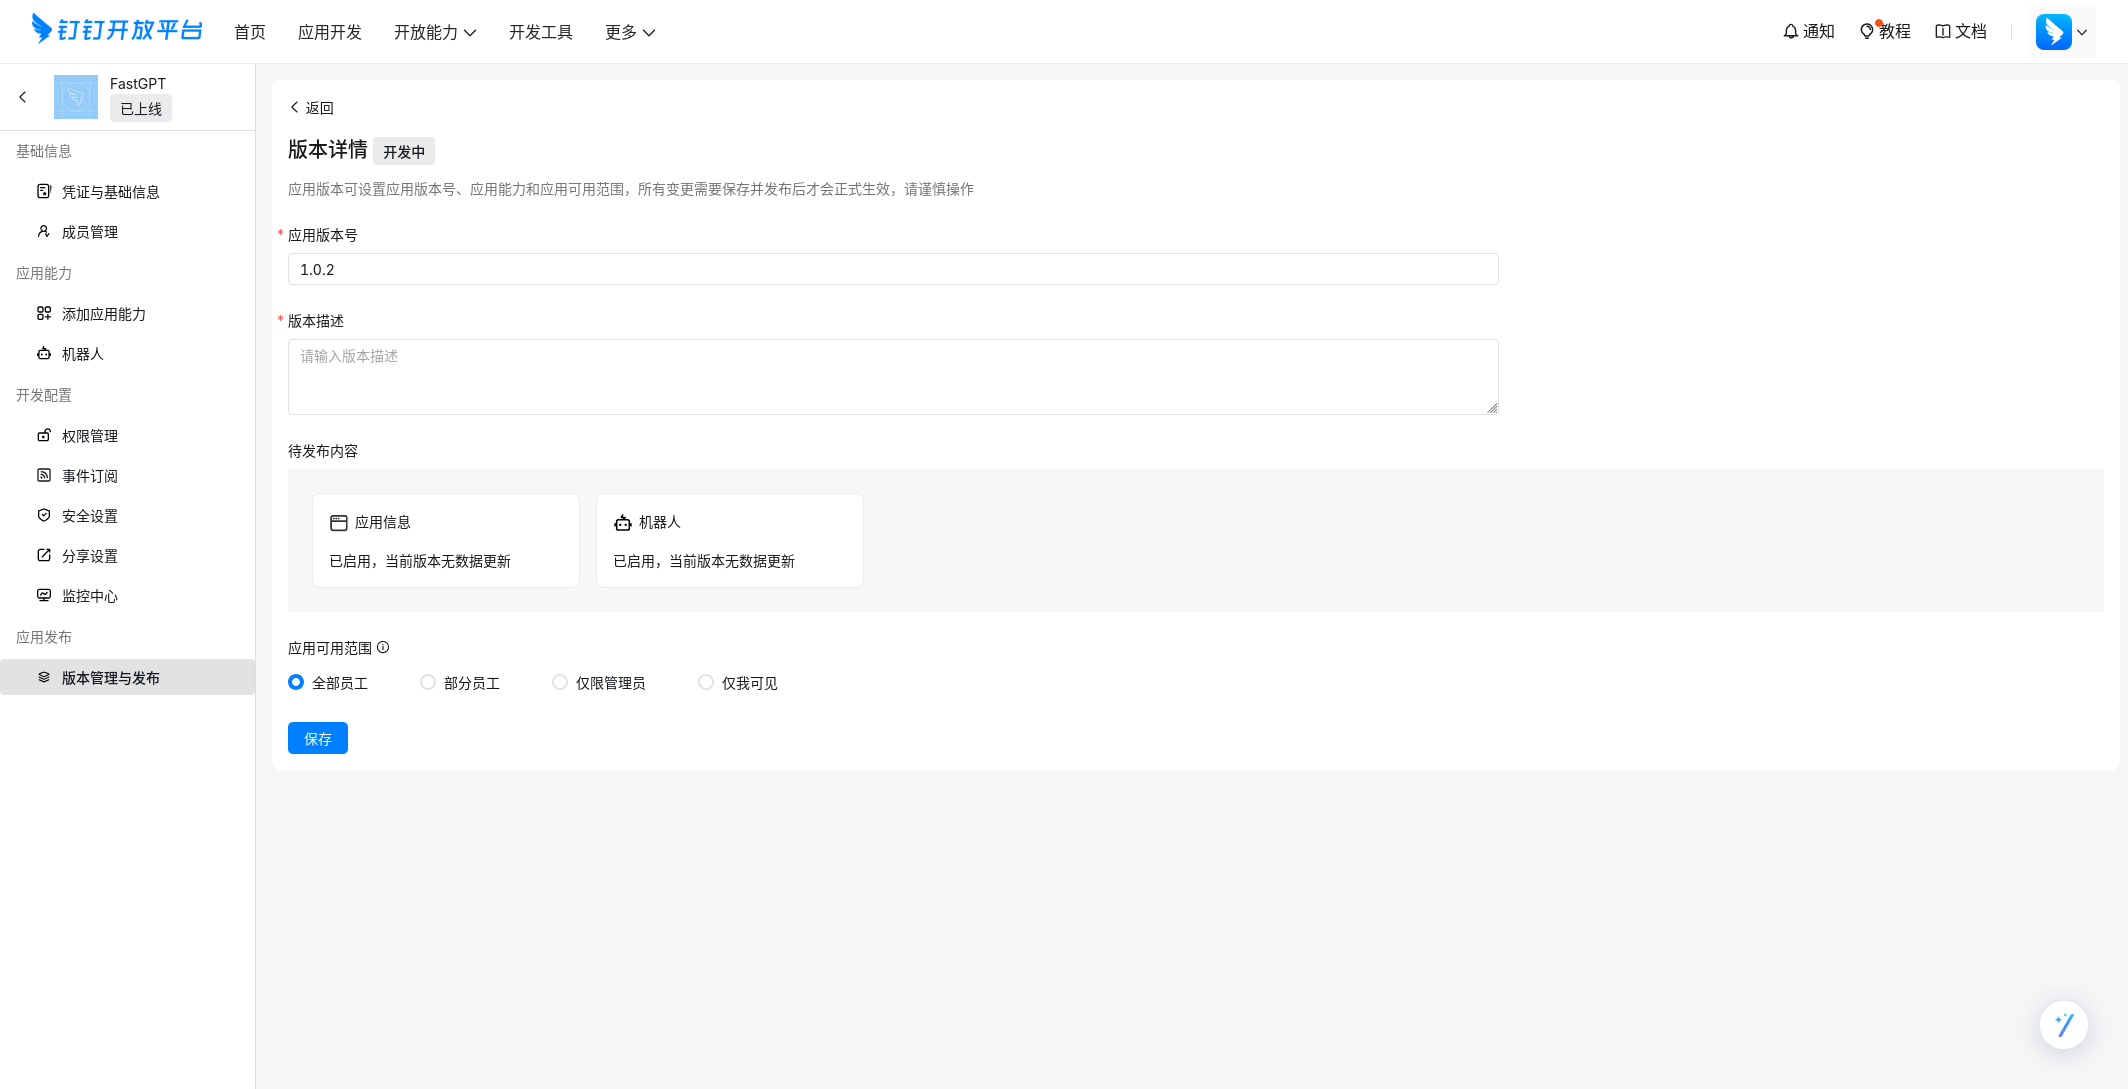 钉钉开放平台 首页 应用开发 开放能力 开发工具 更多 通知 教程 文档
FastGPT
已上线
基础信息
凭证与基础信息
成员管理
应用能力
添加应用能力
机器人
开发配置
权限管理
事件订阅
安全设置
分享设置
监控中心
应用发布
版本管理与发布
返回
版本详情 开发中
应用版本可设置应用版本号、应用能力和应用可用范围，所有变更需要保存并发布后才会正式生效，请谨慎操作
* 应用版本号
1.0.2
* 版本描述
请输入版本描述
待发布内容
应用信息
已启用，当前版本无数据更新
机器人
已启用，当前版本无数据更新
应用可用范围
全部员工 部分员工 仅限管理员 仅我可见
保存